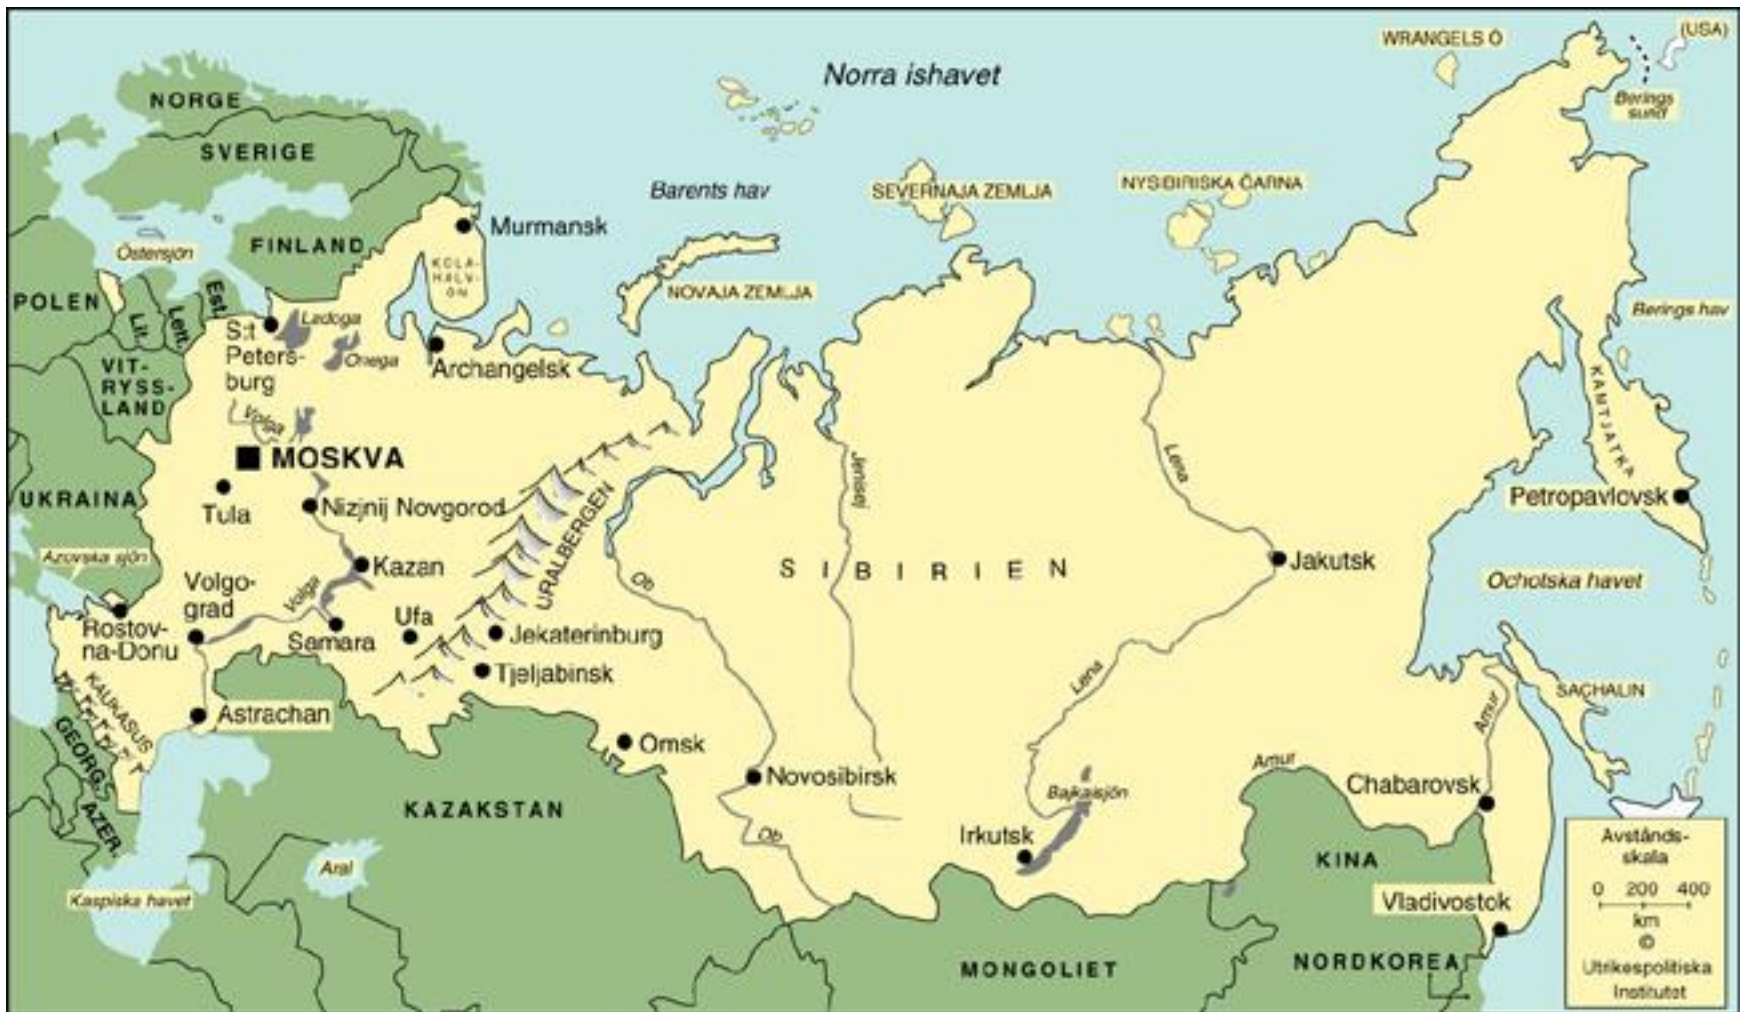 WRANGELS Ö
(USA)
Norra ishavet
Berings
sund
NORGE
SVERIGE
Barents hav
SEVERNAJA ZEMLJA
NYSIBIRISKA ÖARNA
Murmansk
FINLAND
Östersjön
KOLA-
HALV-
ÖN
NOVAJA ZEMLJA
POLEN
Lit.
Lett.
Est.
Berings hav
S:t
Peters-
burg
Ladoga
Onega
Archangelsk
VIT-
RYSS-
LAND
KAMTJATKA
Volga
MOSKVA
Jenisej
Lena
UKRAINA
Tula
Nizjnij Novgorod
URALBERGEN
Petropavlovsk
Azovska sjön
Kazan
SIBIRIEN
Jakutsk
Ochotska havet
Volgo-
grad
Volga
Ob
Rostov-
na-Donu
Samara
Ufa
Jekaterinburg
Tjeljabinsk
Lena
SACHALIN
KAUKASUS
Astrachan
Amur
GEORG.
Omsk
Amur
Novosibirsk
Bajkalsjön
Chabarovsk
AZER.
KAZAKSTAN
Ob
Irkutsk
KINA
Aral
Kaspiska havet
Vladivostok
MONGOLIET
NORDKOREA
Avstånds-
skala
0 200 400
km
©
Utrikespolitiska
Institutet